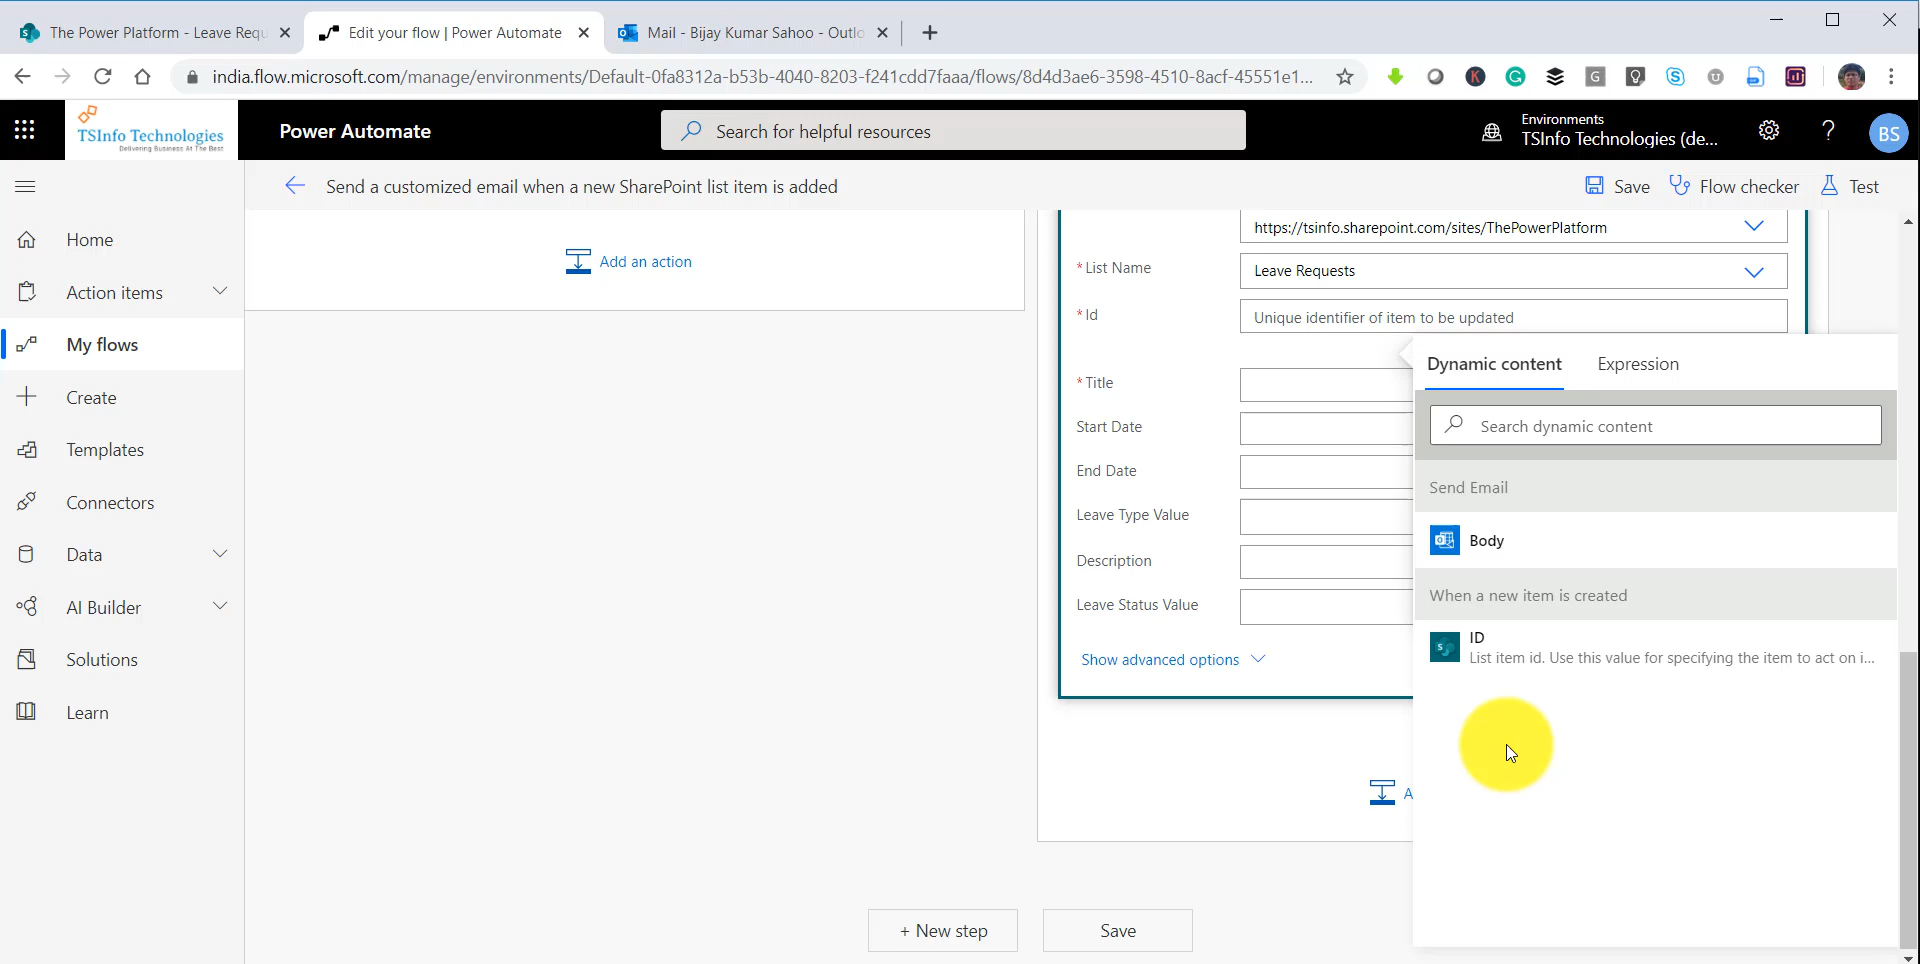 The Power Platform - Leave Requ
Edit your flow | Power Automate
Mail - Bijay Kumar Sahoo - Outlo
india.flow.microsoft.com/manage/environments/Default-0fa8312a-b53b-4040-8203-f241cdd7faaa/flows/8d4d3ae6-3598-4510-8acf-45551e1...
TSInfo Technologies
Delivering Business At The Best
Power Automate
Search for helpful resources
Environments
TSInfo Technologies (de...
?
BS
Send a customized email when a new SharePoint list item is added
Save
Flow checker
Test
Home
Action items
My flows
Create
Templates
Connectors
Data
AI Builder
Solutions
Learn
Add an action
https://tsinfo.sharepoint.com/sites/ThePowerPlatform
* List Name
Leave Requests
* Id
Unique identifier of item to be updated
* Title
Start Date
End Date
Leave Type Value
Description
Leave Status Value
Show advanced options
Dynamic content
Expression
Search dynamic content
Send Email
Body
When a new item is created
ID
List item id. Use this value for specifying the item to act on i...
A
+ New step
Save